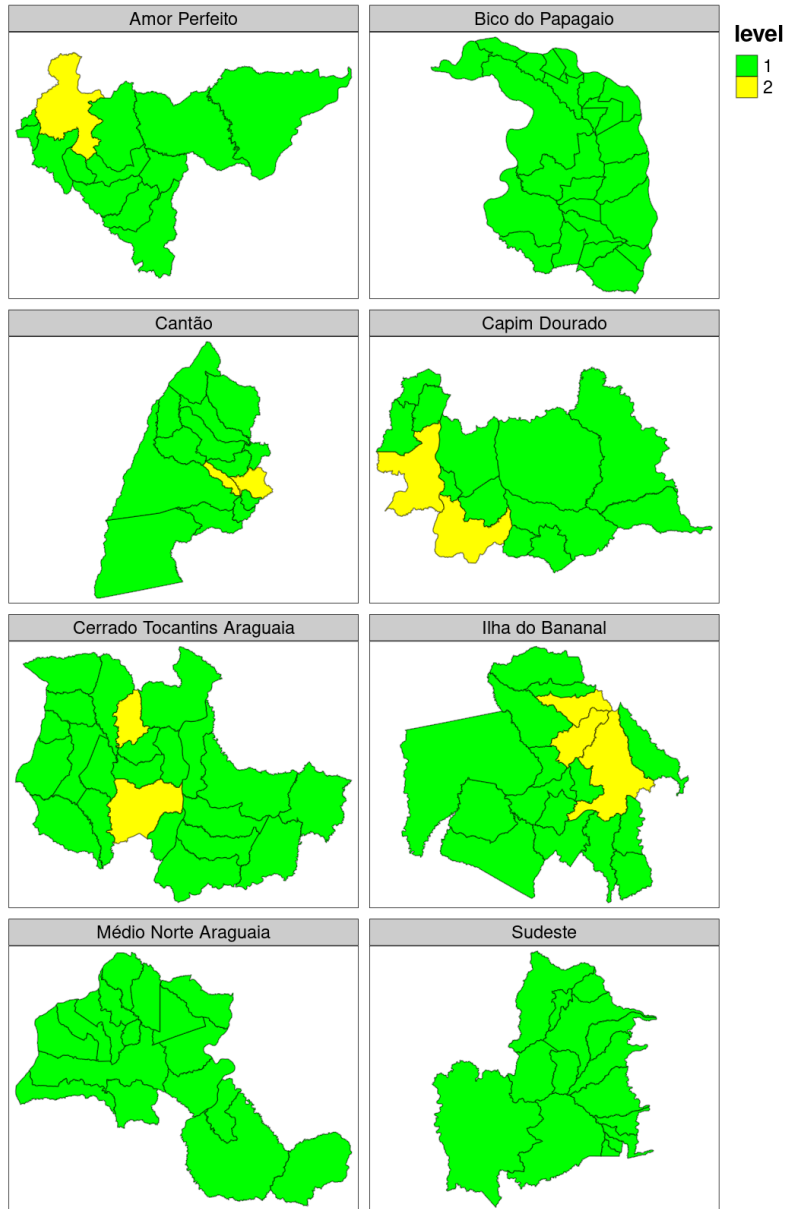 Amor Perfeito
Bico do Papagaio
level
1
2
Cantão
Capim Dourado
Cerrado Tocantins Araguaia
Ilha do Bananal
Médio Norte Araguaia
Sudeste